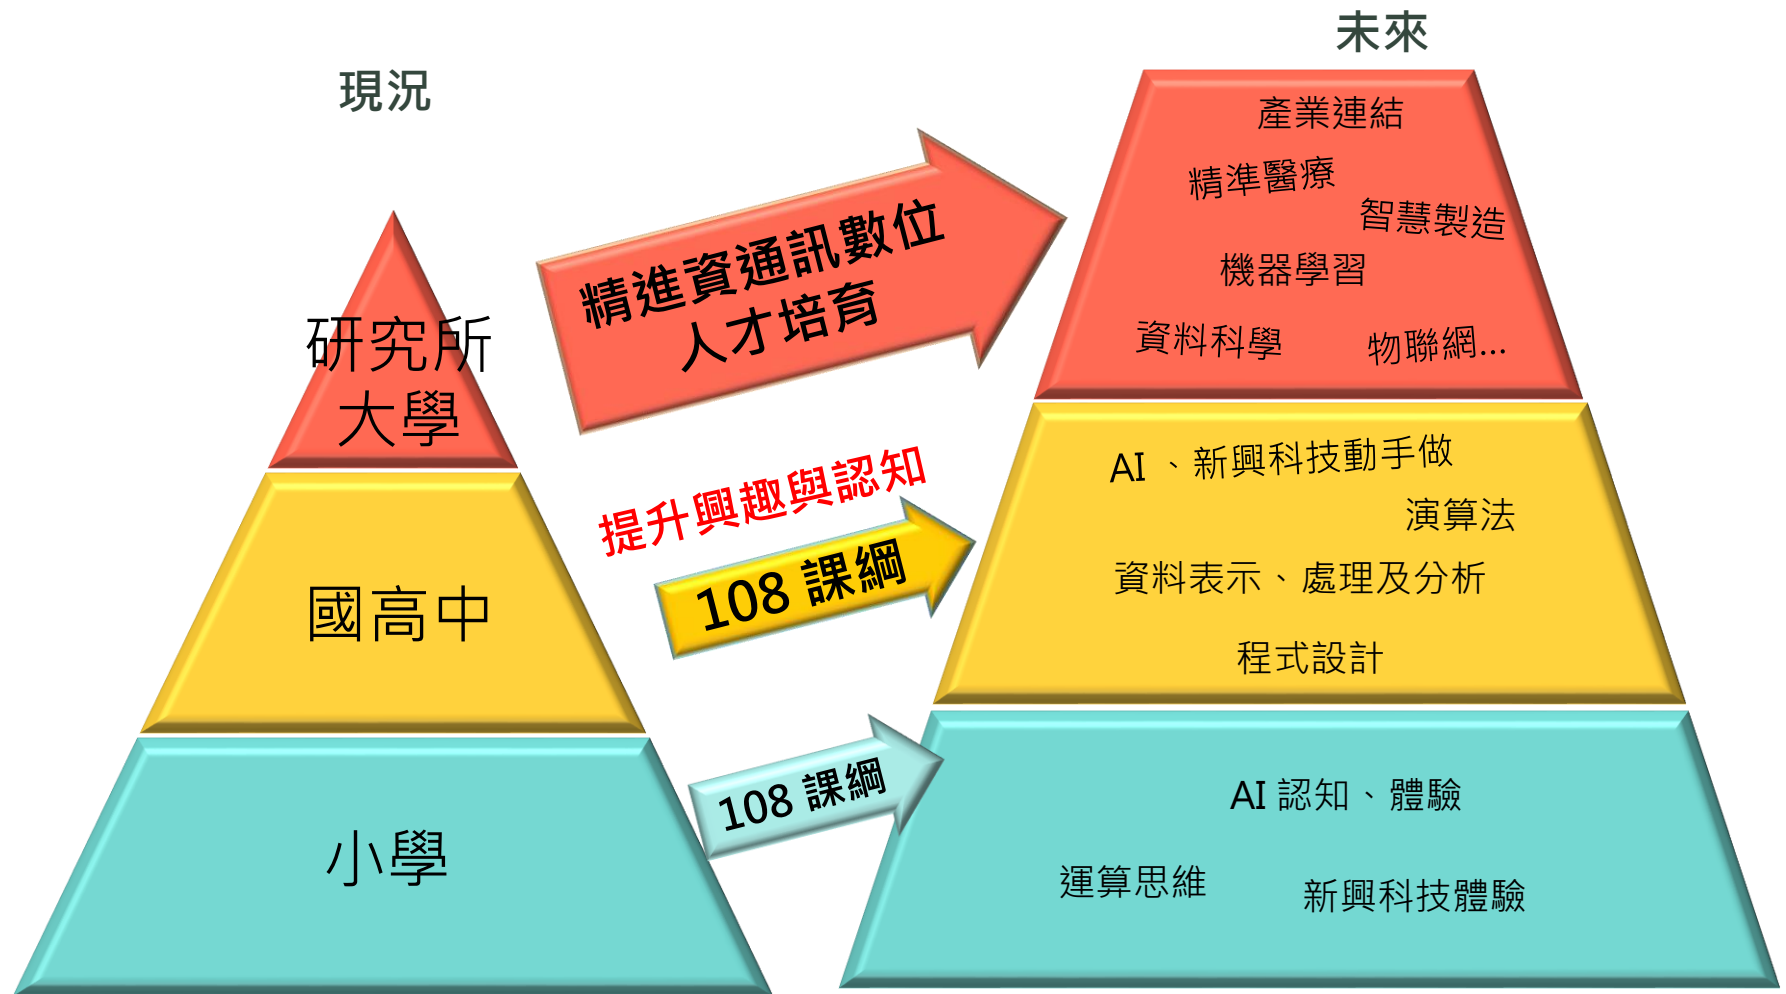 現況
研究所
大學
國高中
小學
精進資通訊數位
人才培育
提升興趣與認知
108 課綱
108 課綱
未來
產業連結
精準醫療
智慧製造
機器學習
資料科學
物聯網...
AI 、新興科技動手做
演算法
資料表示、處理及分析
程式設計
AI 認知、體驗
運算思維
新興科技體驗